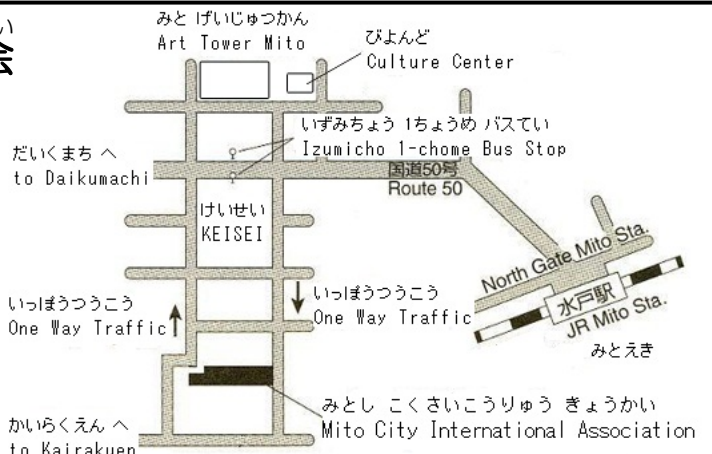 い
会
みと げいじゅつかん
Art Tower Mito
びよんど
Culture Center
いずみちょう 1ちょうめ バスてい
Izumicho 1-chome Bus Stop
だいくまち へ
to Daikumachi
国道50号
Route 50
けいせい
KEISEI
North Gate Mito Sta.
水戸駅
JR Mito Sta.
みとえき
いっぽうつうこう
One Way Traffic
いっぽうつうこう
One Way Traffic
みとし こくさいこうりゅう きょうかい
Mito City International Association
かいらくえん へ
to Kairakuen